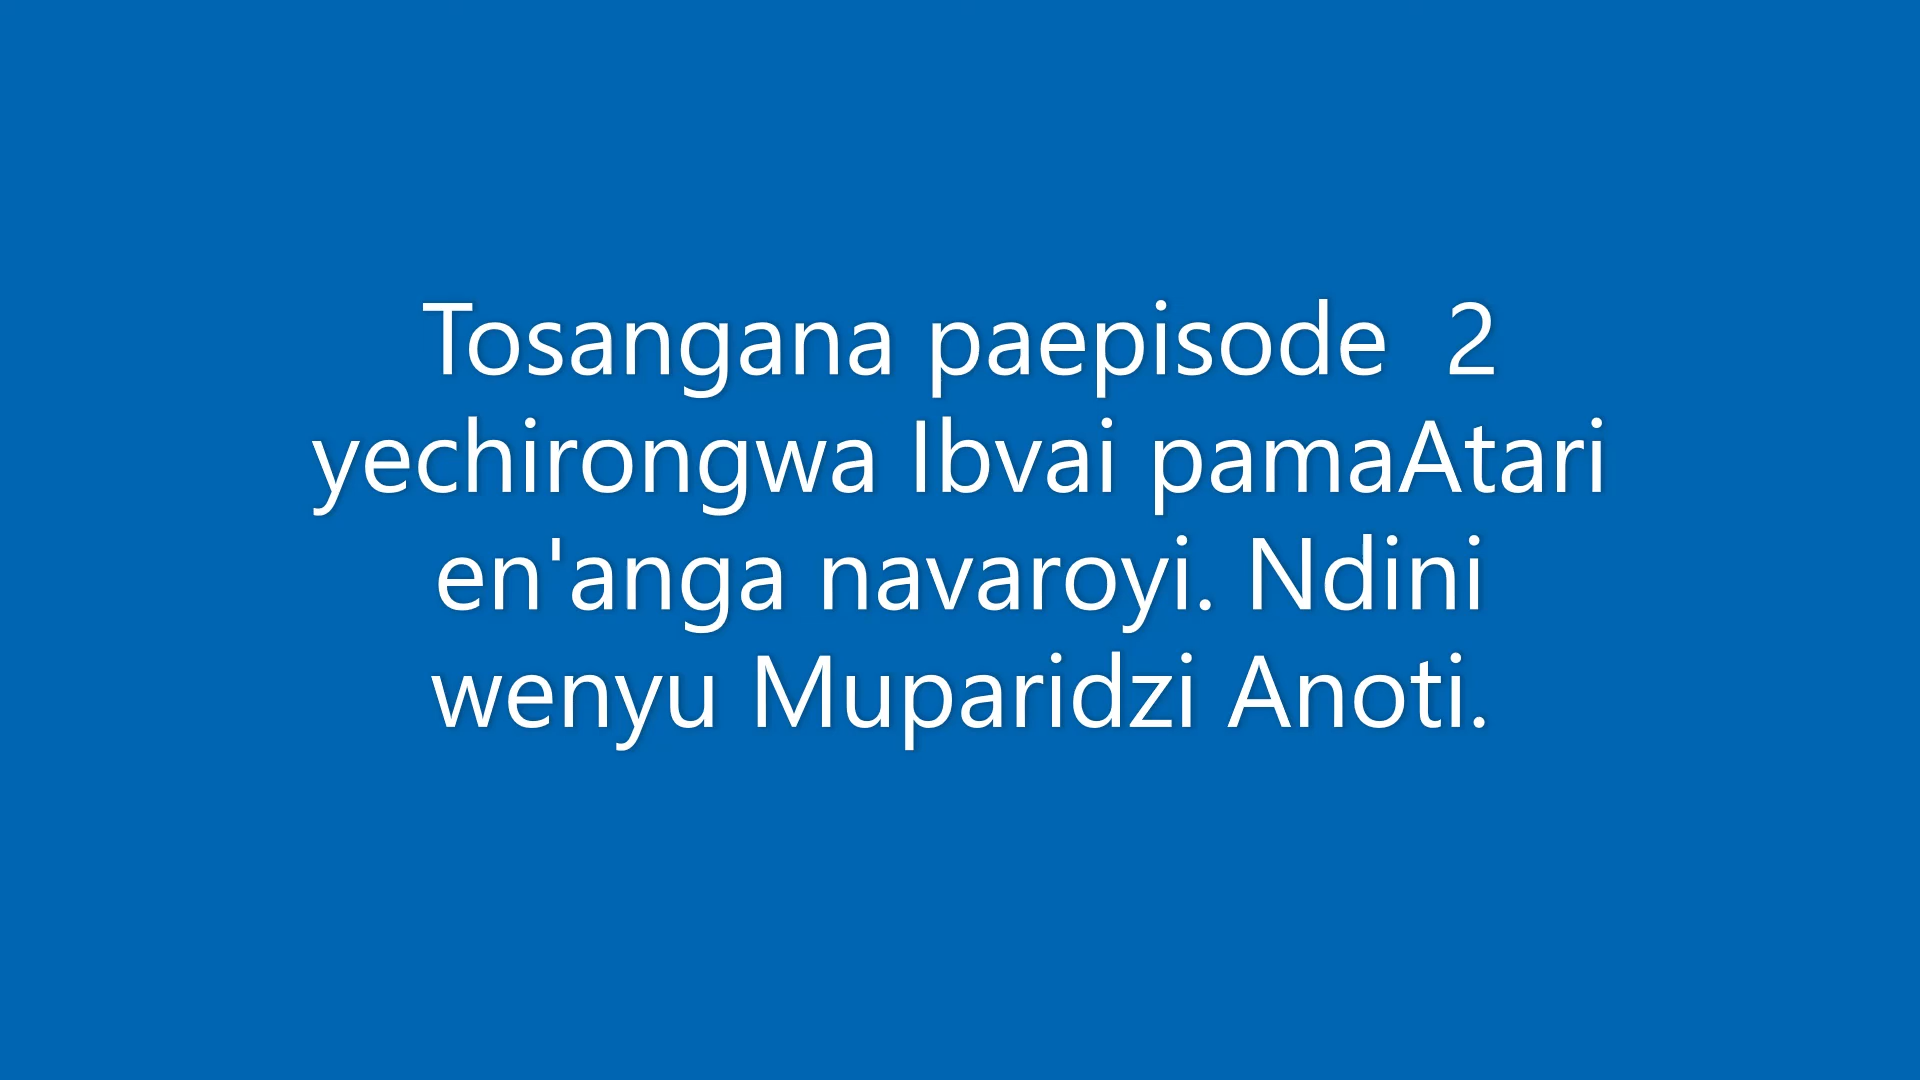 Tosangana paepisode  2
yechirongwa Ibvai pamaAtari
en'anga navaroyi. Ndini
wenyu Muparidzi Anoti.